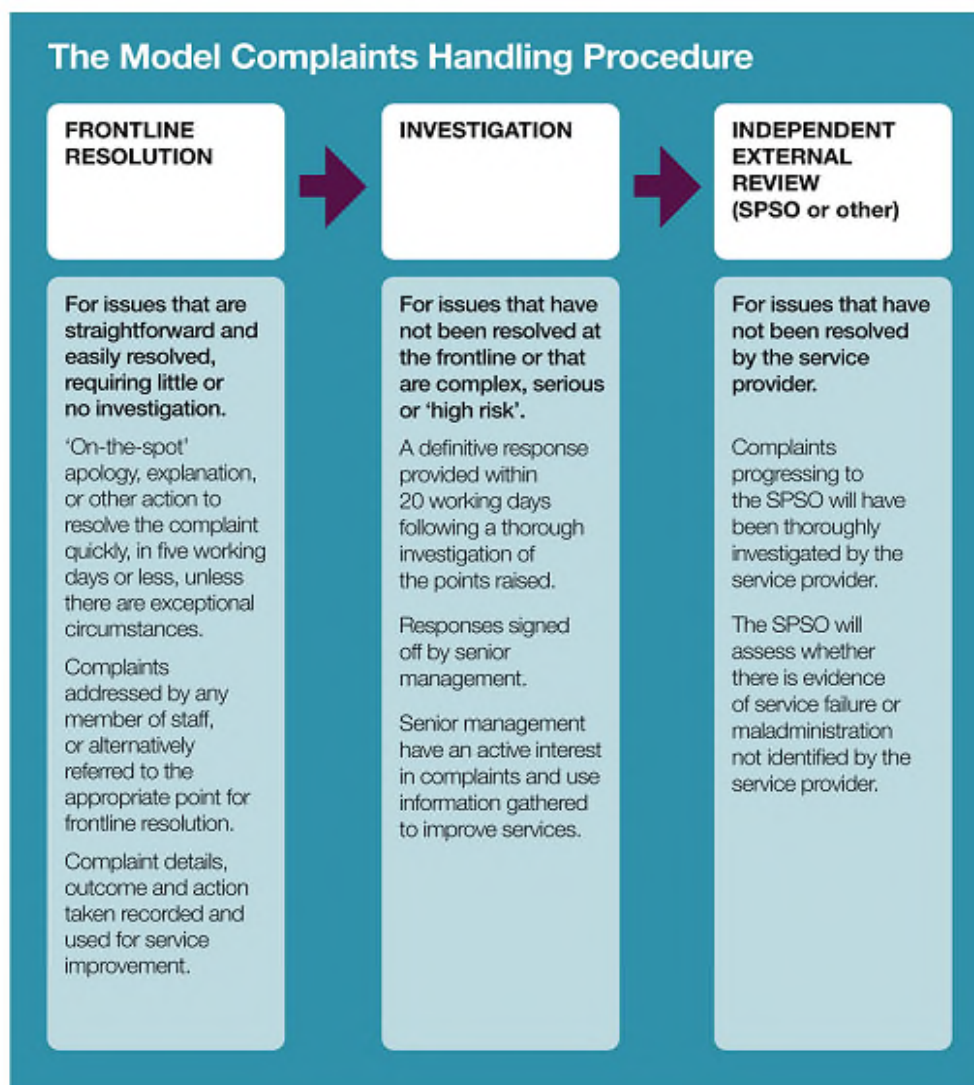 The Model Complaints Handling Procedure
FRONTLINE
RESOLUTION
INVESTIGATION
INDEPENDENT
EXTERNAL
REVIEW
(SPSO or other)
For issues that are
straightforward and
easily resolved,
requiring little or
no investigation.
‘On-the-spot’
apology, explanation,
or other action to
resolve the complaint
quickly, in five working
days or less, unless
there are exceptional
circumstances.
Complaints
addressed by any
member of staff,
or alternatively
referred to the
appropriate point for
frontline resolution.
Complaint details,
outcome and action
taken recorded and
used for service
improvement.
For issues that have
not been resolved at
the frontline or that
are complex, serious
or ‘high risk’.
A definitive response
provided within
20 working days
following a thorough
investigation of
the points raised.
Responses signed
off by senior
management.
Senior management
have an active interest
in complaints and use
information gathered
to improve services.
For issues that have
not been resolved
by the service
provider.
Complaints
progressing to
the SPSO will have
been thoroughly
investigated by the
service provider.
The SPSO will
assess whether
there is evidence
of service failure or
maladministration
not identified by the
service provider.